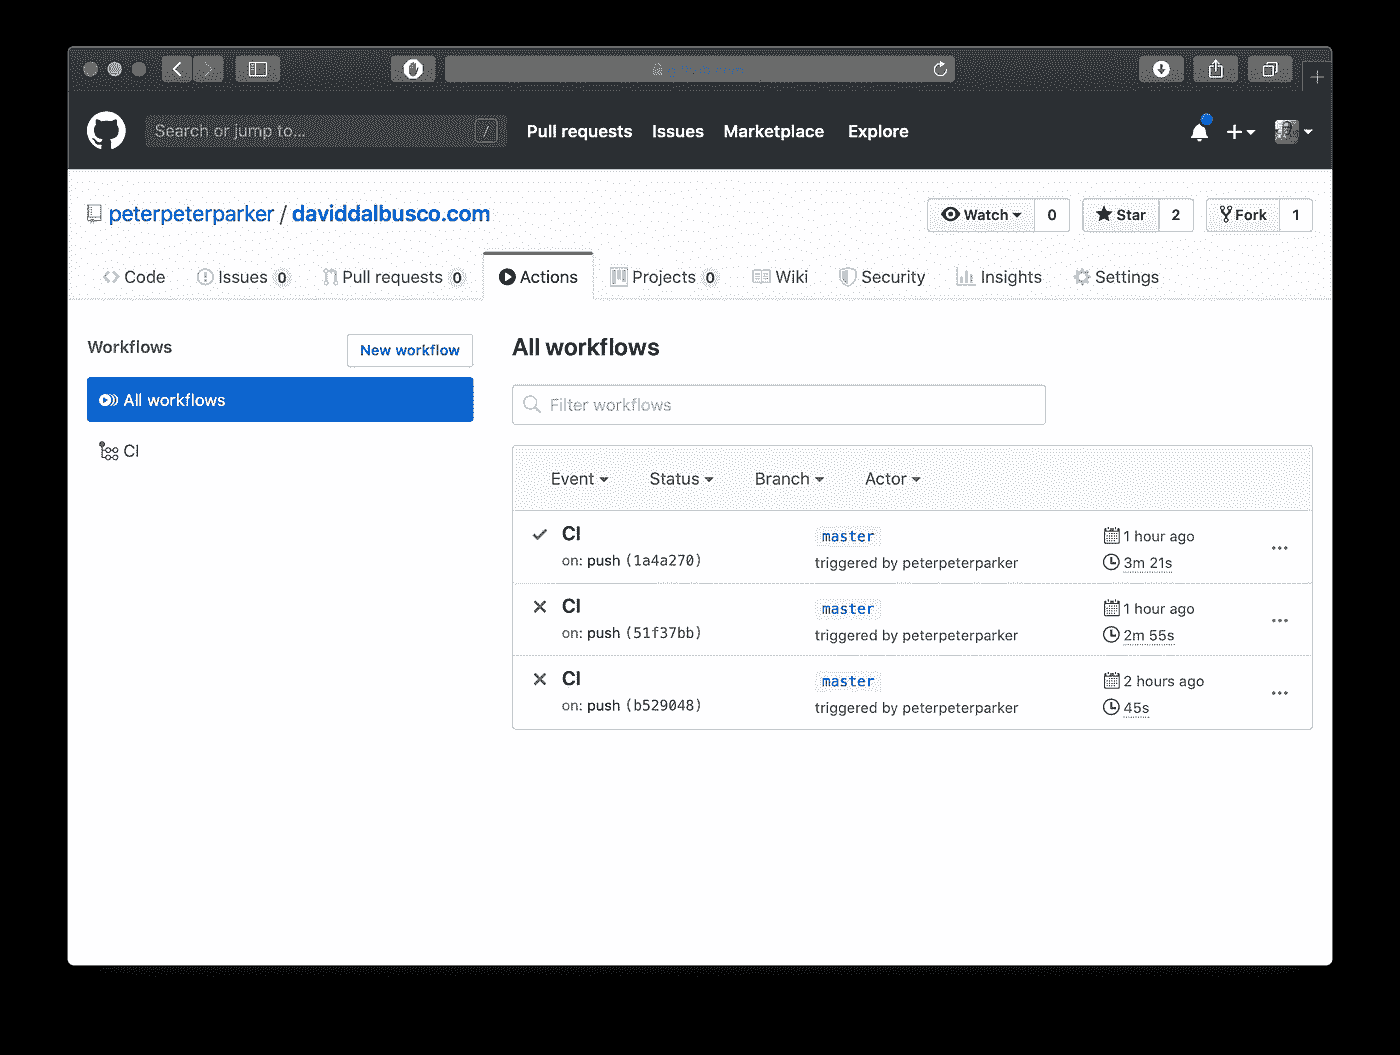 Search or jump to... / Pull requests Issues Marketplace Explore
peterpeterparker / daviddalbusco.com Watch 0 Star 2 Fork 1
Code Issues 0 Pull requests 0 Actions Projects 0 Wiki Security Insights Settings
Workflows New workflow
All workflows
CI
All workflows
Filter workflows
Event Status Branch Actor
CI master 1 hour ago
on: push (1a4a270) triggered by peterpeterparker 3m 21s
CI master 1 hour ago
on: push (51f37bb) triggered by peterpeterparker 2m 55s
CI master 2 hours ago
on: push (b529048) triggered by peterpeterparker 45s